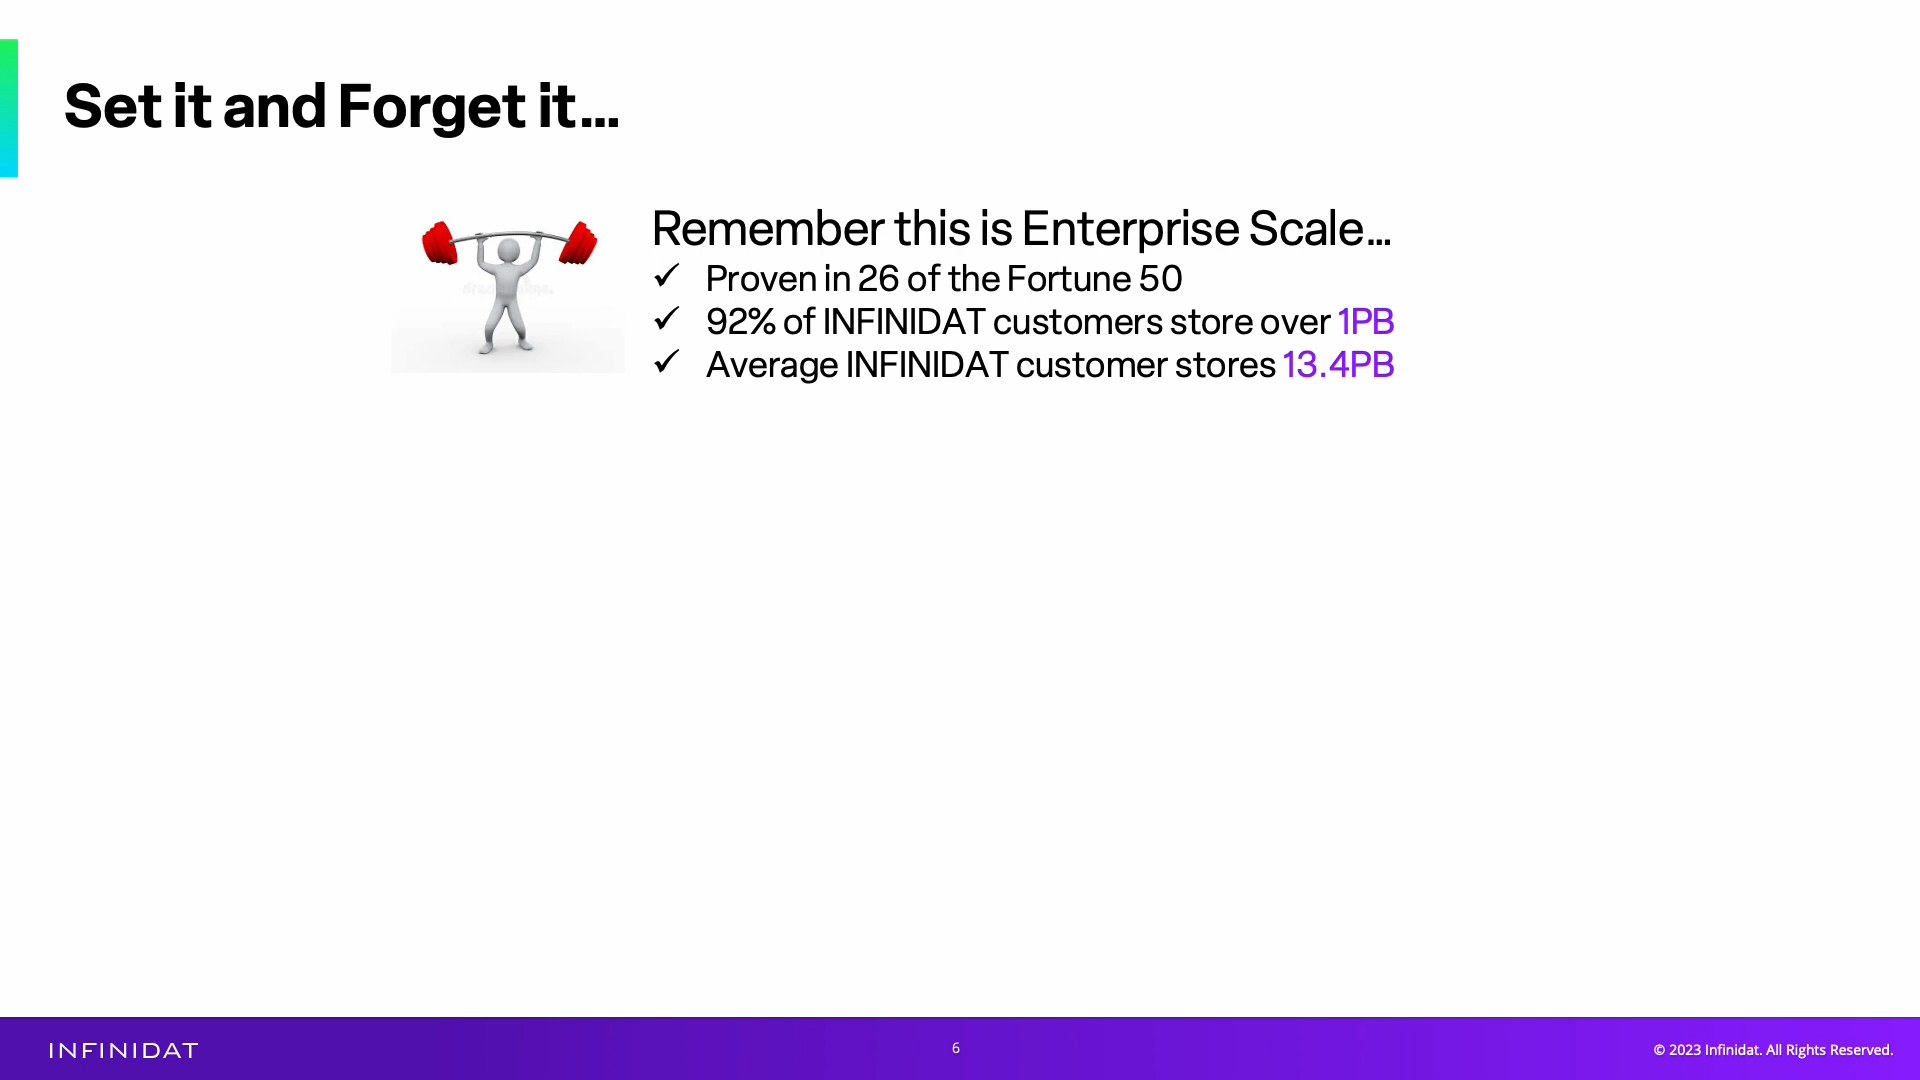 Set it and Forget it...
Remember this is Enterprise Scale...
✓ Proven in 26 of the Fortune 50
✓ 92% of INFINIDAT customers store over 1PB
✓ Average INFINIDAT customer stores 13.4PB
INFINIDAT
6
© 2023 Infinidat. All Rights Reserved.